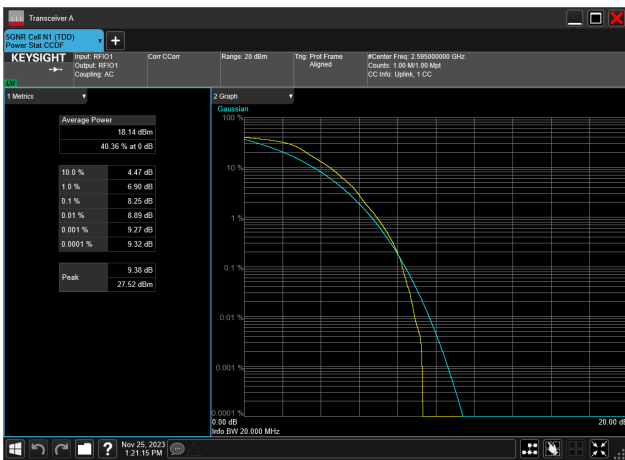 Transceiver A
5GNR Cell N1 (TDD)
Power Stat CCDF
KEYSIGHT
LV
Input: RFIO1
Output: RFIO1
Coupling: AC
Corr CCorr
Range: 20 dBm
Trig: Prot Frame
Aligned
#Center Freq: 2.595000000 GHz
Counts: 1.00 M/1.00 Mpt
CC Info: Uplink, 1 CC
1 Metrics
Average Power
18.14 dBm
40.36 % at 0 dB
10.0 % 4.47 dB
1.0 % 6.90 dB
0.1 % 8.25 dB
0.01 % 8.89 dB
0.001 % 9.27 dB
0.0001 % 9.32 dB
Peak 9.38 dB
27.52 dBm
2 Graph
Gaussian
100 %
10 %
1 %
0.1 %
0.01 %
0.001 %
0.0001 %
0.00 dB 20.00 dB
Info BW 20.000 MHz
? Nov 25, 2023
1:21:15 PM